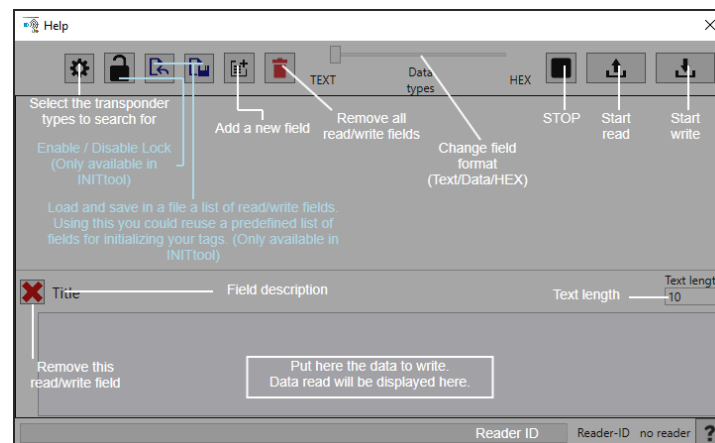 Help
TEXT
Data
types
HEX
Select the transponder
types to search for
Add a new field
Remove all
read/write fields
STOP
Start
read
Start
write
Enable / Disable Lock
(Only available in
INITtool)
Change field
format
(Text/Data/HEX)
Load and save in a file a list of read/write fields.
Using this you could reuse a predefined list of
fields for initializing your tags. (Only available in
INITtool)
Title
Field description
Text length
Text lengt
10
Remove this
read/write field
Put here the data to write.
Data read will be displayed here.
Reader ID
Reader-ID no reader ?